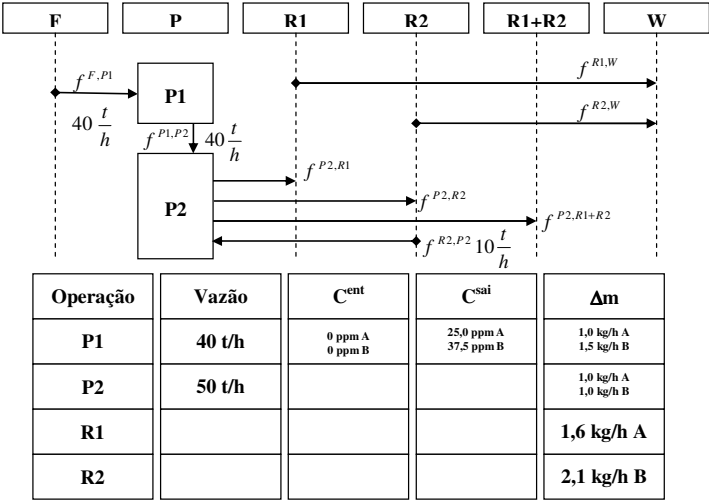 F P R1 R2 R1+R2 W
f^{F,P1} P1 f^{R1,W}
40 t/h f^{P1,P2} 40 t/h f^{R2,W}
P2 f^{P2,R1}
f^{P2,R2}
f^{P2,R1+R2}
f^{R2,P2} 10 t/h
Operação Vazão C^{ent} C^{sai} Δm
P1 40 t/h 0 ppm A 25,0 ppm A 1,0 kg/h A
0 ppm B 37,5 ppm B 1,5 kg/h B
P2 50 t/h 1,0 kg/h A
1,0 kg/h B
R1 1,6 kg/h A
R2 2,1 kg/h B